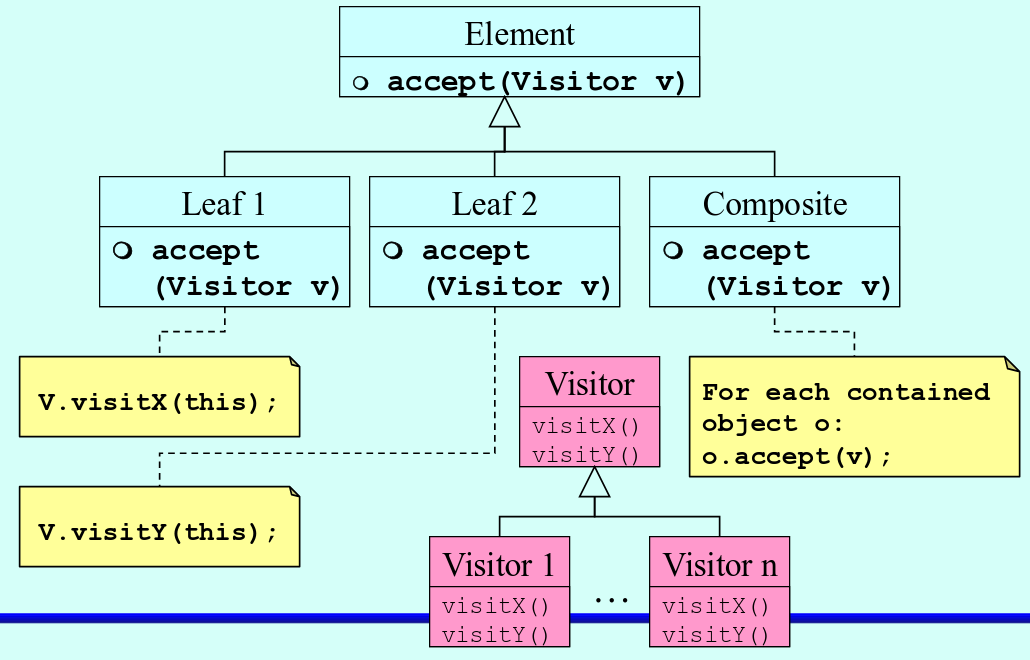 Element
accept(Visitor v)
Leaf 1
accept
(Visitor v)
Leaf 2
accept
(Visitor v)
Composite
accept
(Visitor v)
V.visitX(this);
V.visitY(this);
Visitor
visitX()
visitY()
For each contained
object o:
o.accept(v);
Visitor 1
visitX()
visitY()
...
Visitor n
visitX()
visitY()